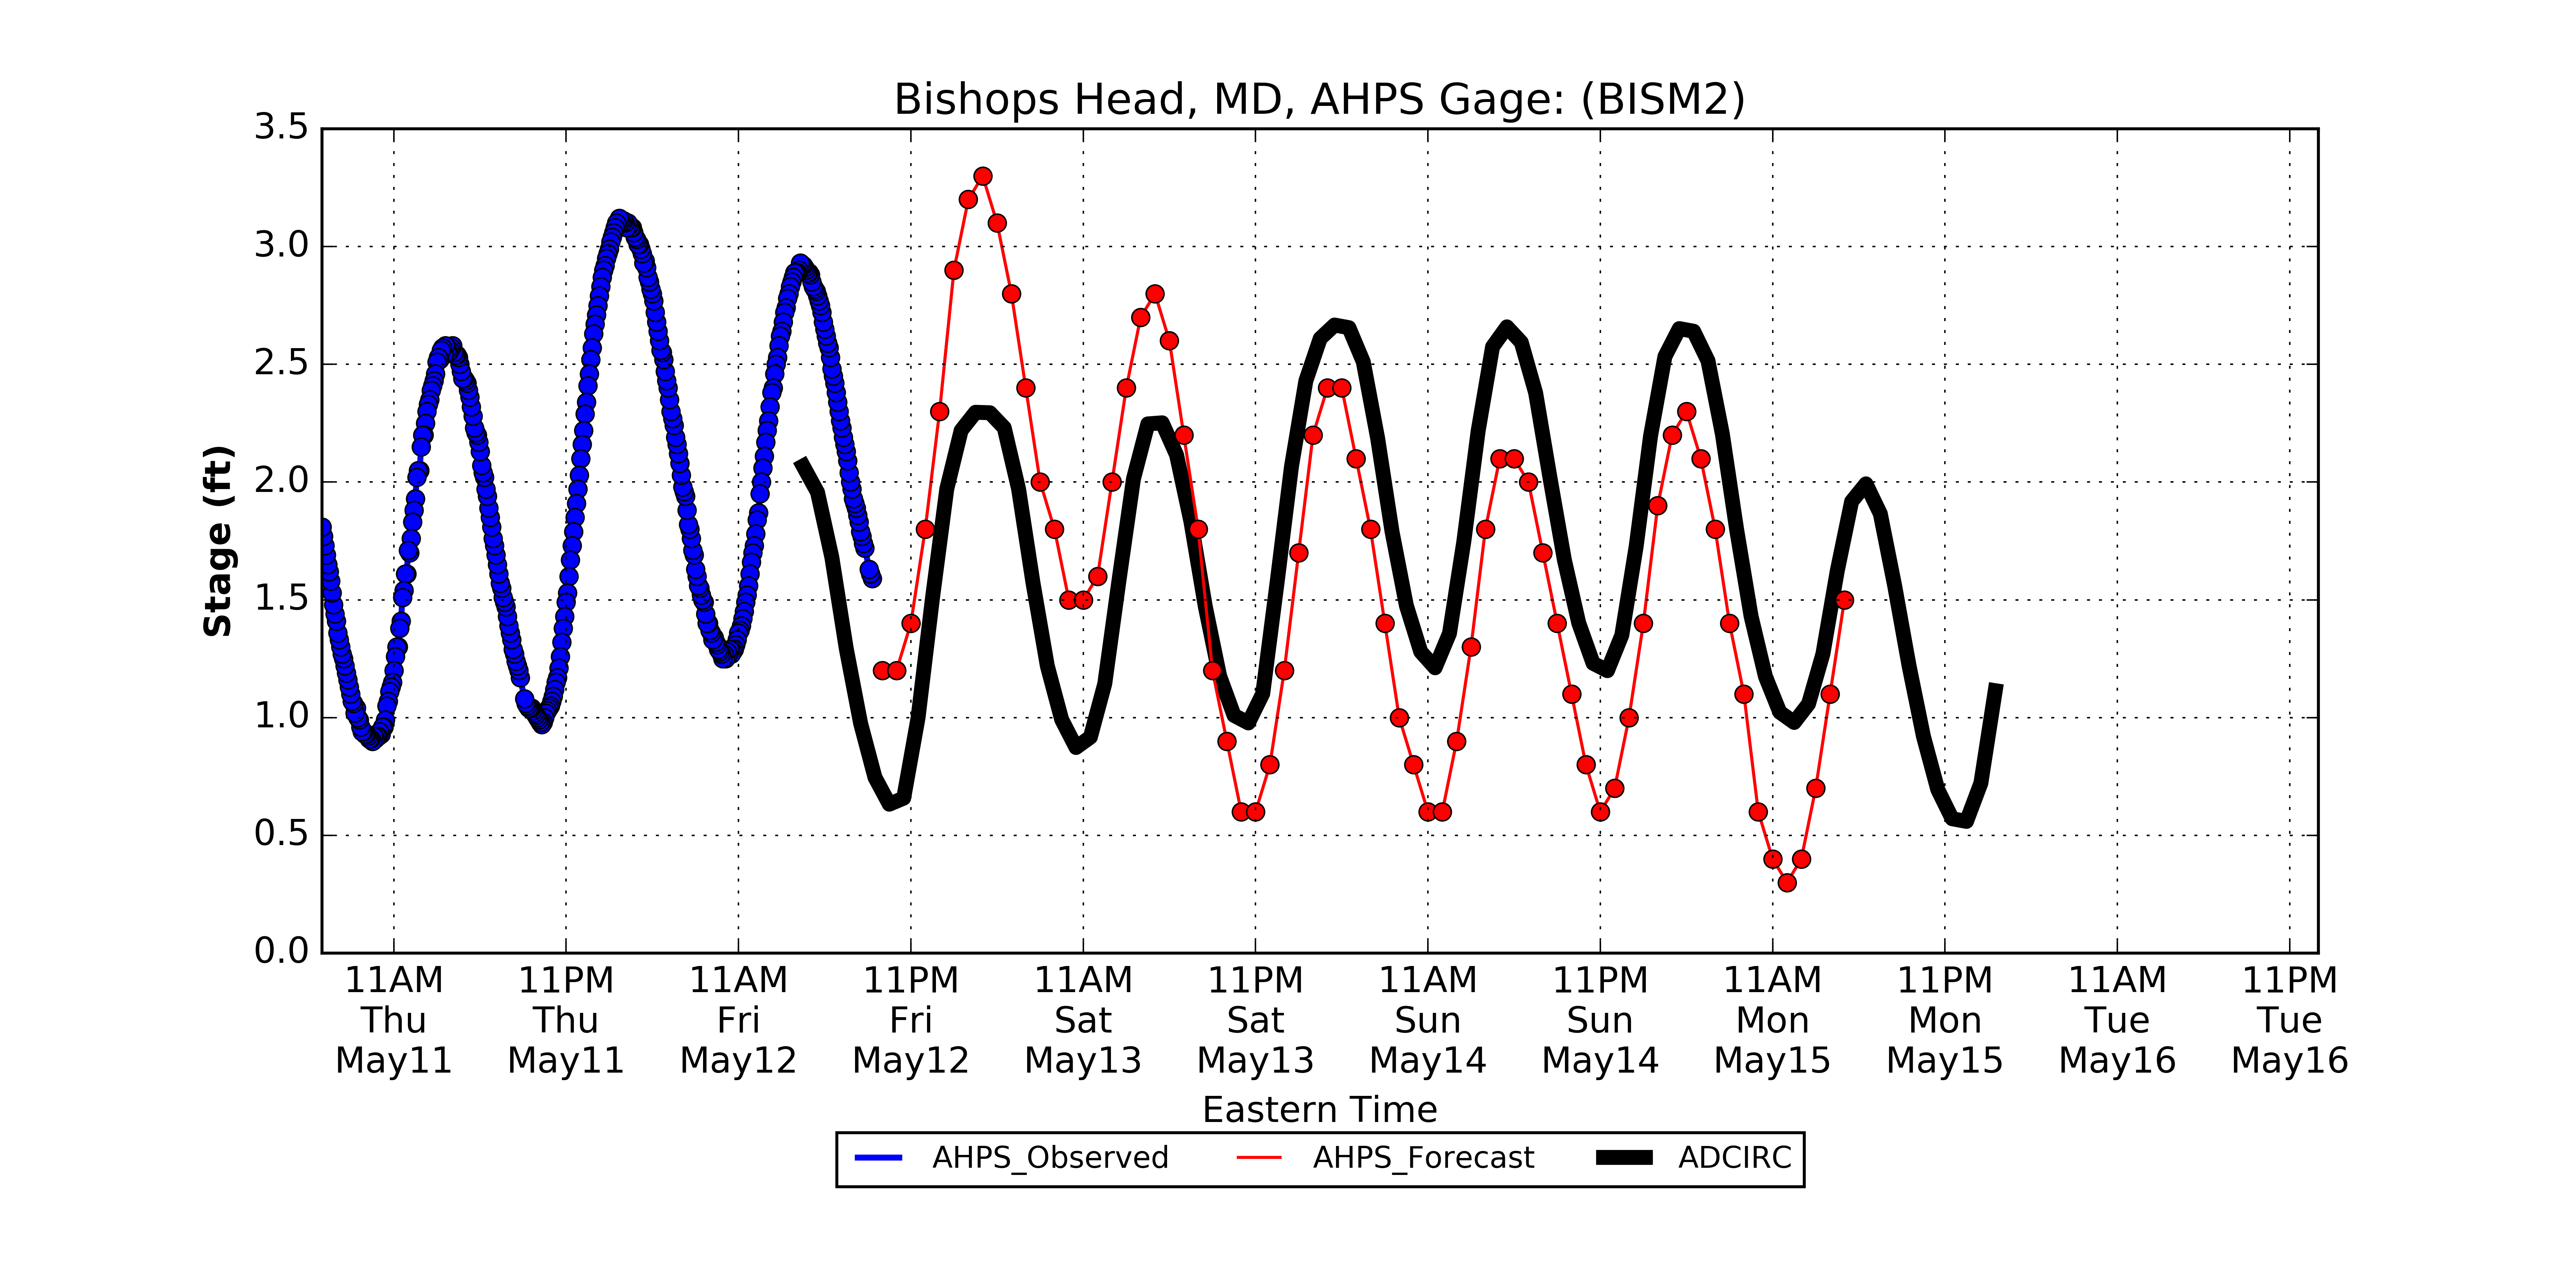 Bishops Head, MD, AHPS Gage: (BISM2)
3.5
3.0
2.5
2.0
1.5
1.0
0.5
0.0
Stage (ft)
11AM 11PM 11AM 11PM 11AM 11PM 11AM 11PM 11AM 11PM 11AM 11PM
Thu Thu Fri Fri Sat Sat Sun Sun Mon Mon Tue Tue
May11 May11 May12 May12 May13 May13 May14 May14 May15 May15 May16 May16
Eastern Time
AHPS_Observed AHPS_Forecast ADCIRC